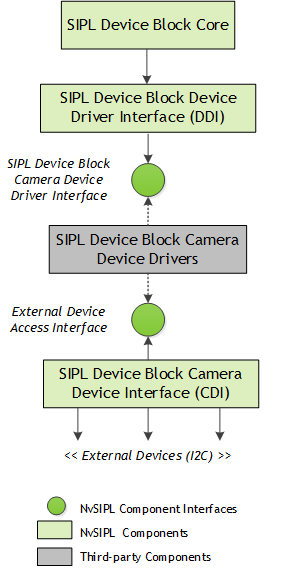 SIPL Device Block Core
SIPL Device Block Device
Driver Interface (DDI)
SIPL Device Block
Camera Device
Driver Interface
SIPL Device Block Camera
Device Drivers
External Device
Access Interface
SIPL Device Block Camera
Device Interface (CDI)
<< External Devices (I2C) >>
NvSIPL Component Interfaces
NvSIPL Components
Third-party Components